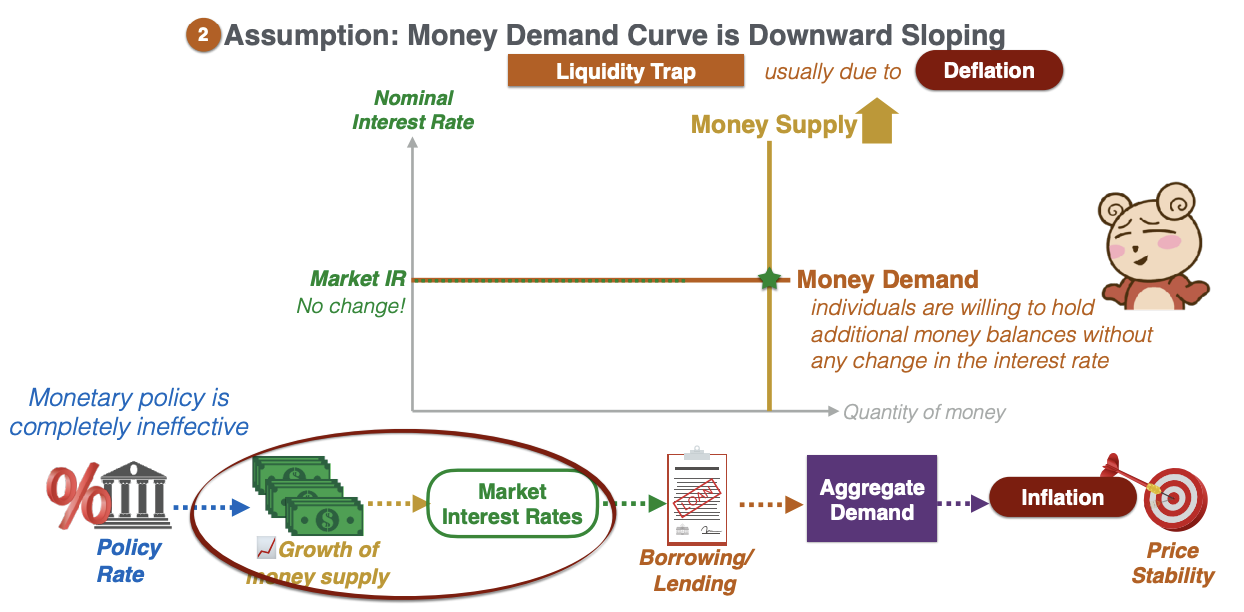 2 Assumption: Money Demand Curve is Downward Sloping
Liquidity Trap usually due to Deflation
Nominal
Interest Rate
Money Supply
Market IR
No change!
Money Demand
individuals are willing to hold
additional money balances without
any change in the interest rate
Quantity of money
Monetary policy is
completely ineffective
%
$
Market
Interest Rates
LOAN
Aggregate
Demand
Inflation
Policy
Rate
Growth of
money supply
Borrowing/
Lending
Price
Stability